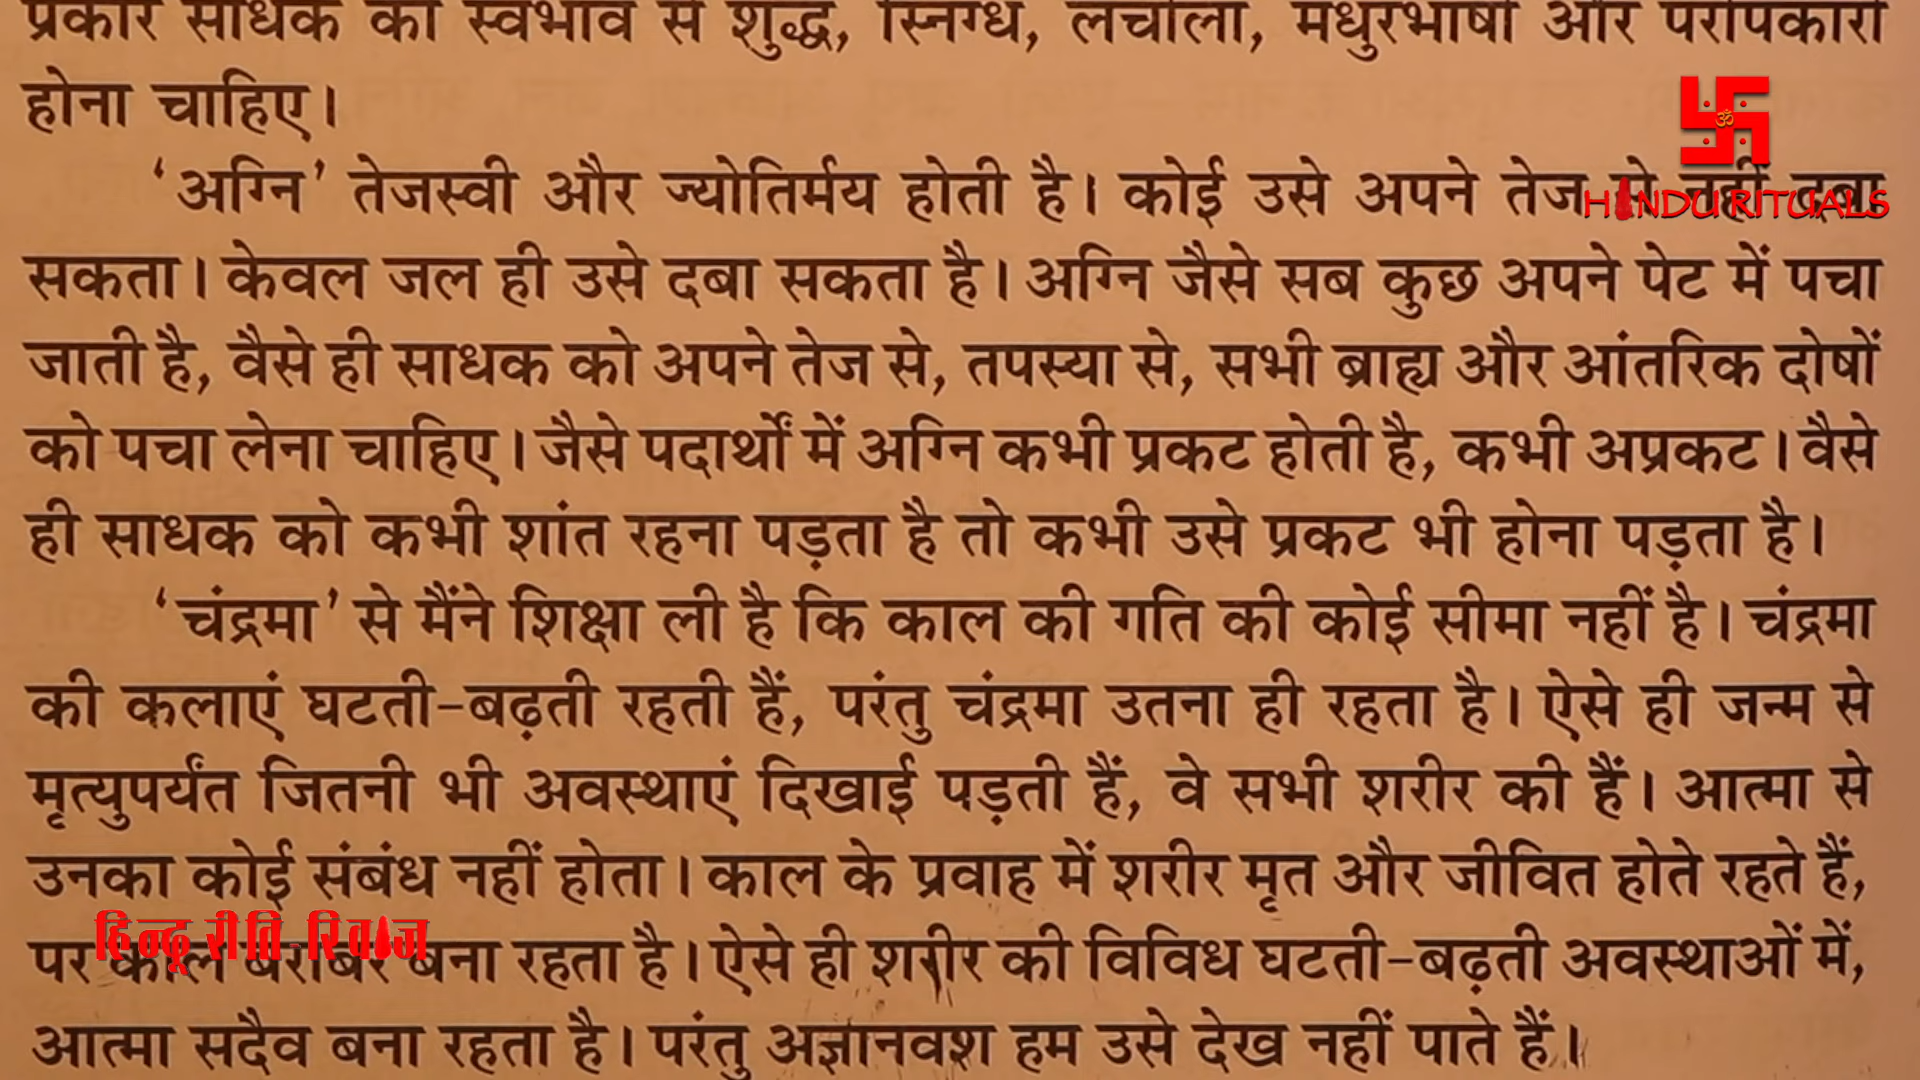 प्रकार साधक को स्वभाव से शुद्ध, स्निग्ध, लचीला, मधुरभाषी और परोपकारी
होना चाहिए।
‘अग्नि’ तेजस्वी और ज्योतिर्मय होती है। कोई उसे अपने तेज से नहीं दबा
HINDU RITUALS
सकता। केवल जल ही उसे दबा सकता है। अग्नि जैसे सब कुछ अपने पेट में पचा
जाती है, वैसे ही साधक को अपने तेज से, तपस्या से, सभी ब्राह्य और आंतरिक दोषों
को पचा लेना चाहिए। जैसे पदार्थों में अग्नि कभी प्रकट होती है, कभी अप्रकट। वैसे
ही साधक को कभी शांत रहना पड़ता है तो कभी उसे प्रकट भी होना पड़ता है।
‘चंद्रमा’ से मैंने शिक्षा ली है कि काल की गति की कोई सीमा नहीं है। चंद्रमा
की कलाएं घटती-बढ़ती रहती हैं, परंतु चंद्रमा उतना ही रहता है। ऐसे ही जन्म से
मृत्युपर्यंत जितनी भी अवस्थाएं दिखाई पड़ती हैं, वे सभी शरीर की हैं। आत्मा से
उनका कोई संबंध नहीं होता। काल के प्रवाह में शरीर मृत और जीवित होते रहते हैं,
हिन्दू रीति-रिवाज
पर काल बराबर बना रहता है। ऐसे ही शरीर की विविध घटती-बढ़ती अवस्थाओं में,
आत्मा सदैव बना रहता है। परंतु अज्ञानवश हम उसे देख नहीं पाते हैं।